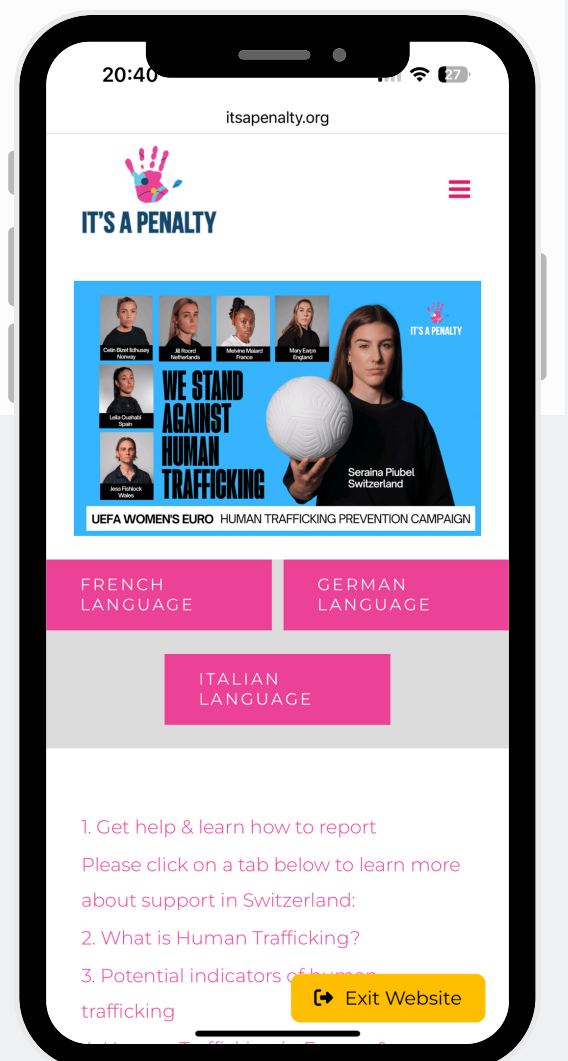 20:40
27
itsapenalty.org
IT'S A PENALTY
IT'S A PENALTY
Celin Bizet Ildhusøy
Norway
Jill Roord
Netherlands
Melvine Malard
France
Mary Earps
England
Leila Ouahabi
Spain
Jess Fishlock
Wales
WE STAND
AGAINST
HUMAN
TRAFFICKING
Seraina Piubel
Switzerland
UEFA WOMEN'S EURO HUMAN TRAFFICKING PREVENTION CAMPAIGN
FRENCH
LANGUAGE
GERMAN
LANGUAGE
ITALIAN
LANGUAGE
1. Get help & learn how to report
Please click on a tab below to learn more
about support in Switzerland:
2. What is Human Trafficking?
3. Potential indicators of human
trafficking
Exit Website